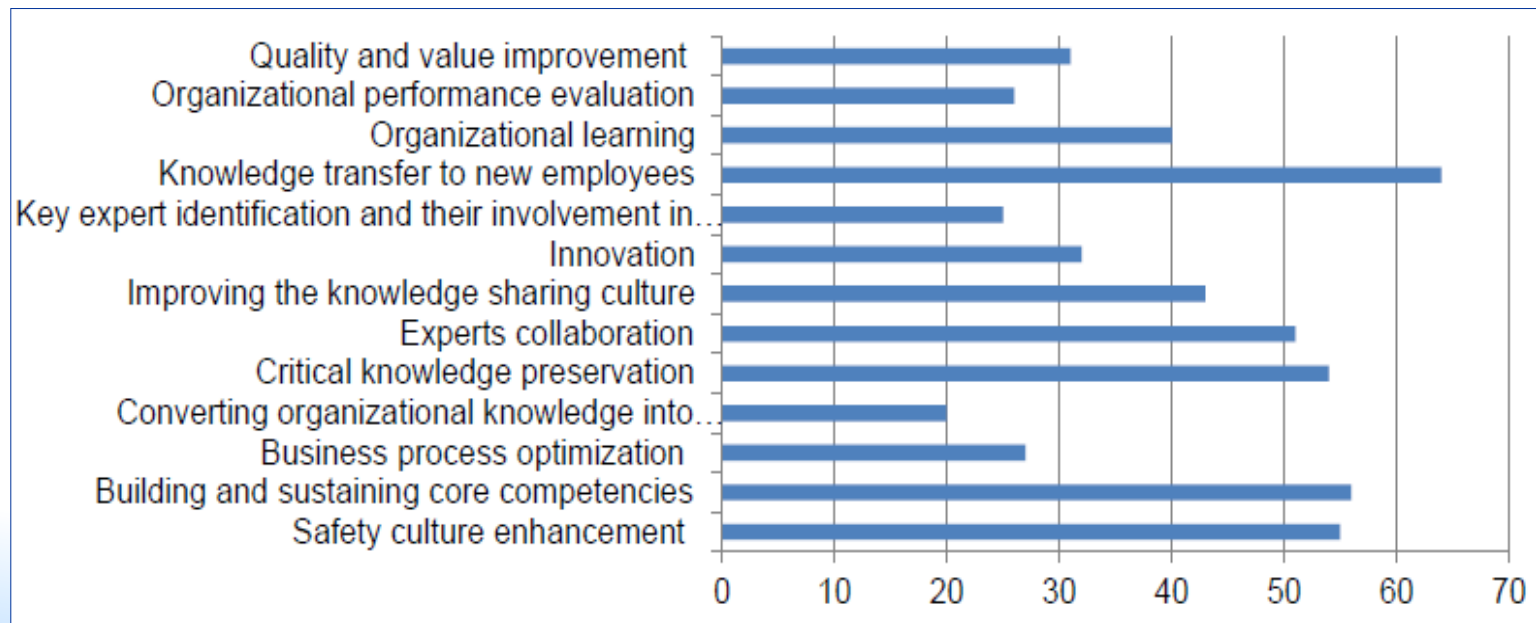 Quality and value improvement
Organizational performance evaluation
Organizational learning
Knowledge transfer to new employees
Key expert identification and their involvement in…
Innovation
Improving the knowledge sharing culture
Experts collaboration
Critical knowledge preservation
Converting organizational knowledge into…
Business process optimization
Building and sustaining core competencies
Safety culture enhancement
0 10 20 30 40 50 60 70